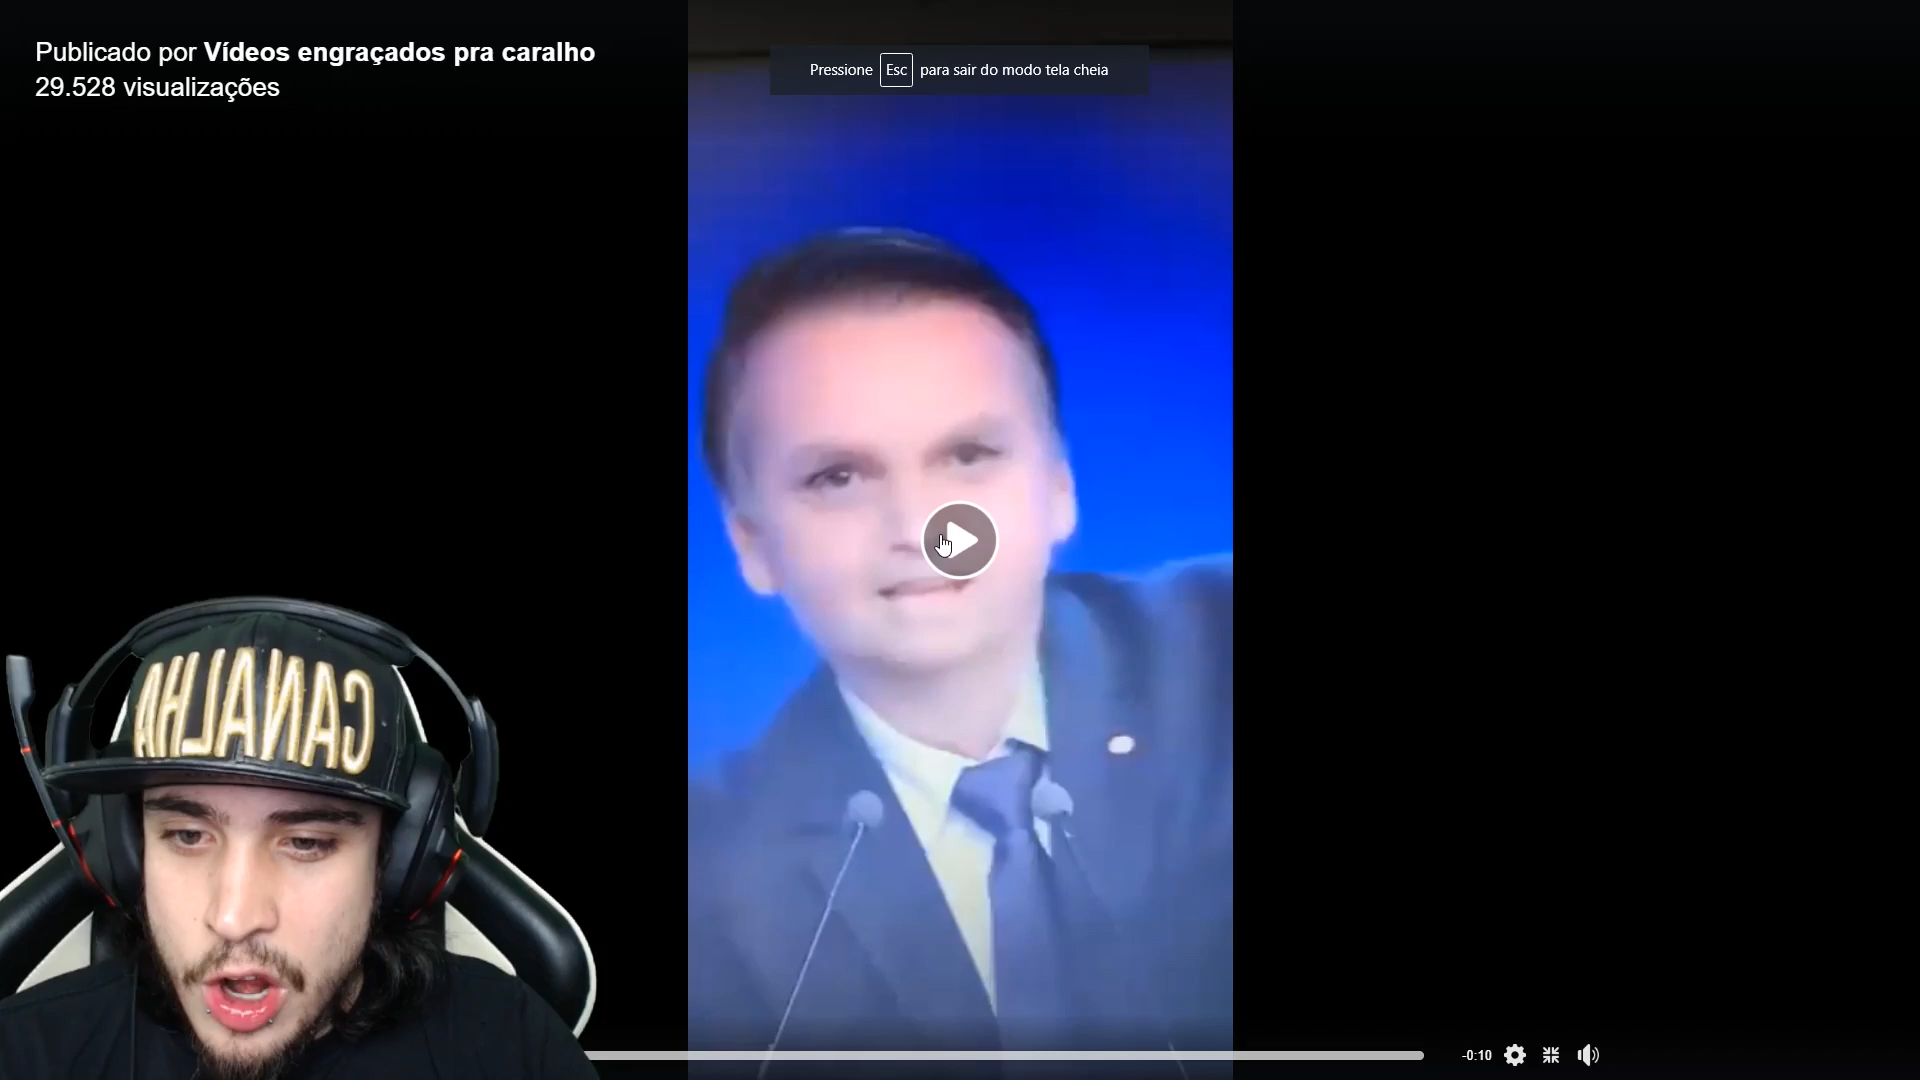 Publicado por Vídeos engraçados pra caralho
29.528 visualizações
Pressione Esc para sair do modo tela cheia
CANALHA
-0:10